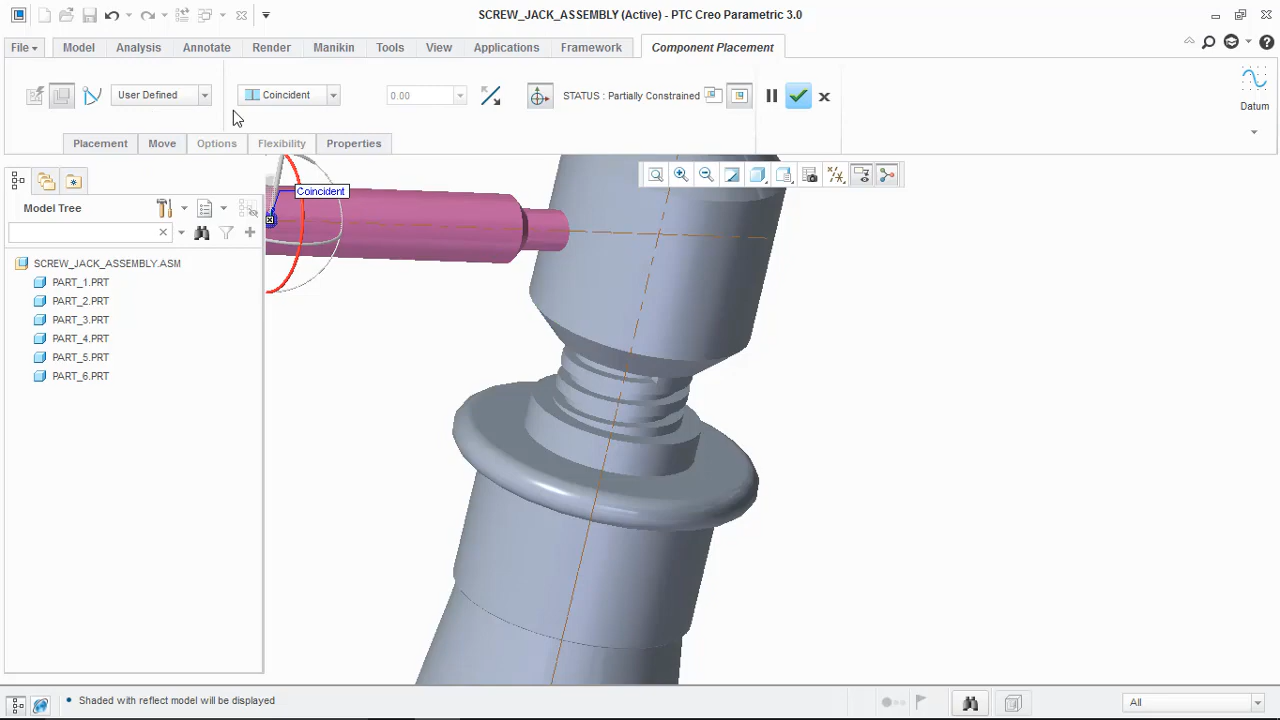 SCREW_JACK_ASSEMBLY (Active) - PTC Creo Parametric 3.0
File Model Analysis Annotate Render Manikin Tools View Applications Framework Component Placement
User Defined Coincident 0.00 STATUS : Partially Constrained
Datum
Placement Move Options Flexibility Properties
Coincident
Model Tree
SCREW_JACK_ASSEMBLY.ASM
PART_1.PRT
PART_2.PRT
PART_3.PRT
PART_4.PRT
PART_5.PRT
PART_6.PRT
Shaded with reflect model will be displayed
All